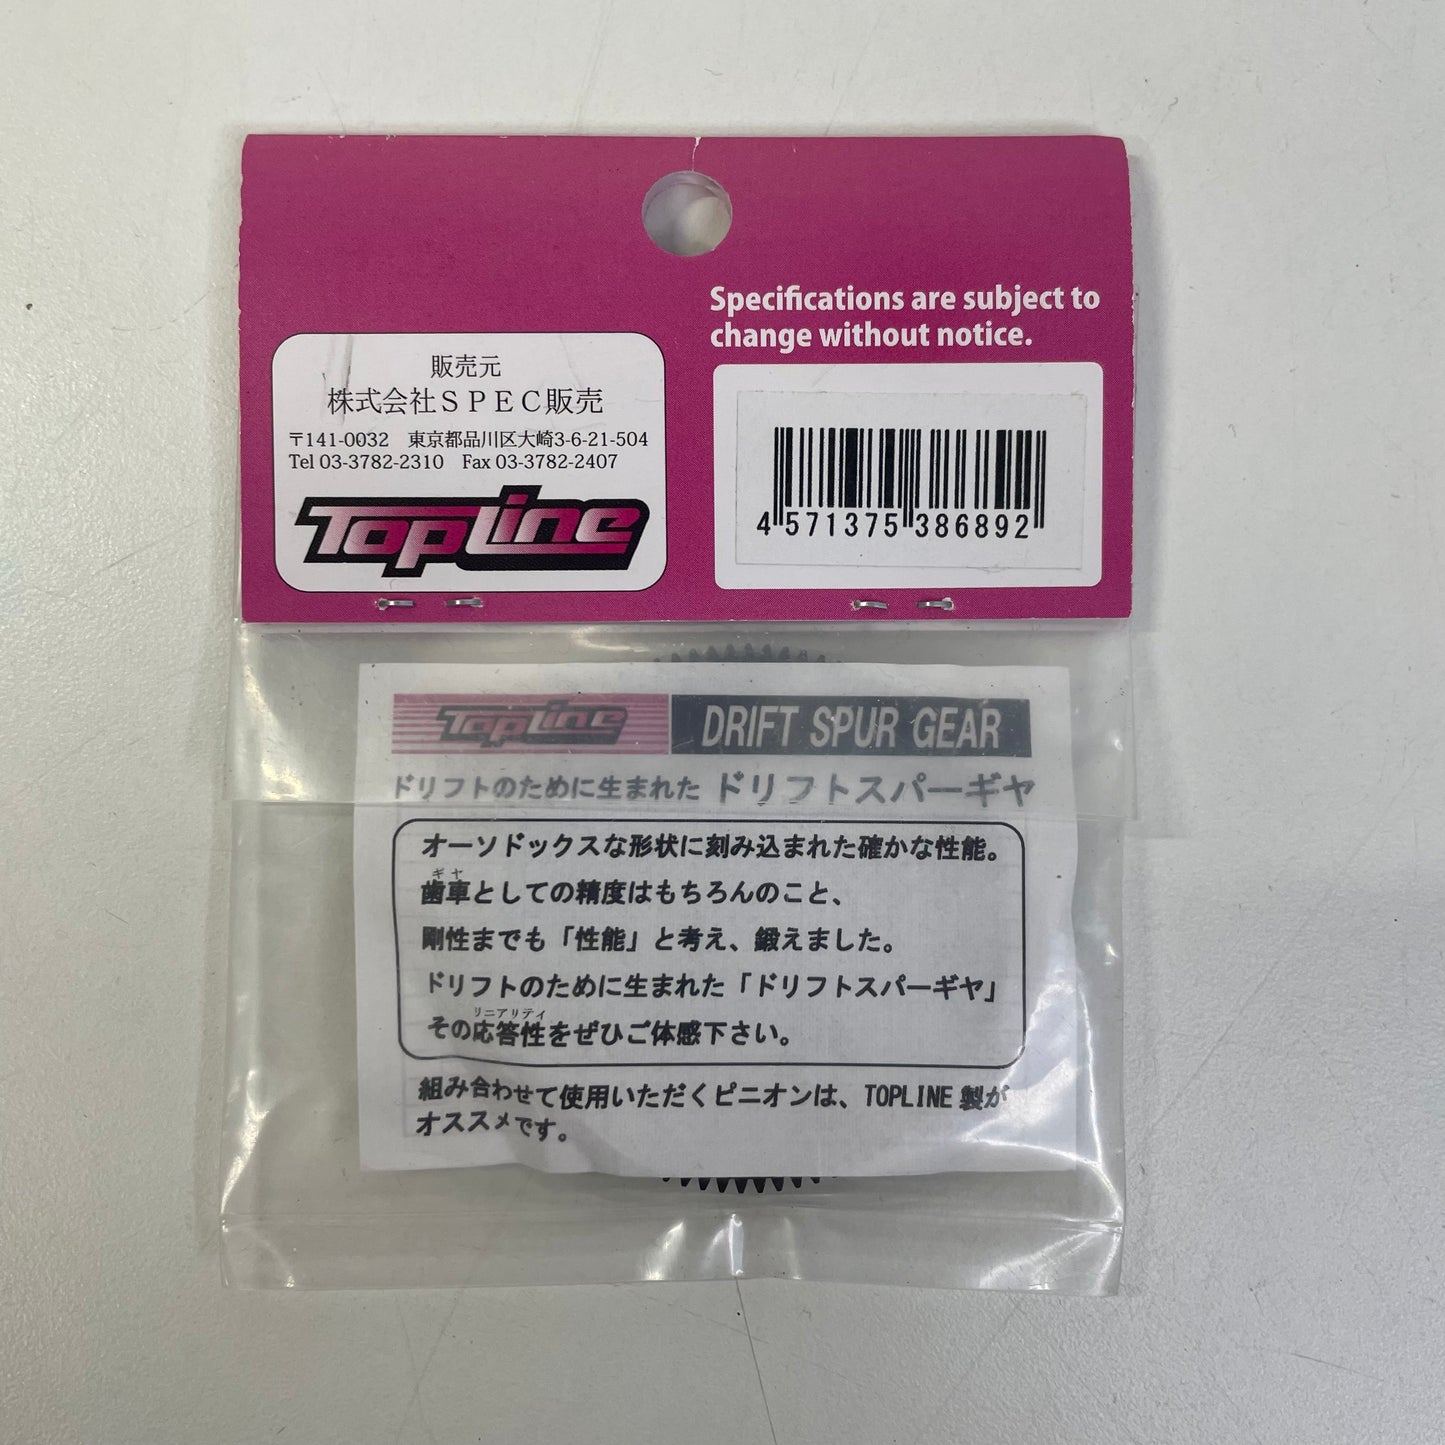 Specifications are subject to
change without notice.
販売元
株式会社ＳＰＥＣ販売
〒141-0032　東京都品川区大崎3-6-21-504
Tel 03-3782-2310　Fax 03-3782-2407
TopLine
4 571375 386892
TopLine
DRIFT SPUR GEAR
ドリフトのために生まれた ドリフトスパーギヤ
オーソドックスな形状に刻み込まれた確かな性能。
ギヤ
歯車としての精度はもちろんのこと、
剛性までも「性能」と考え、鍛えました。
ドリフトのために生まれた「ドリフトスパーギヤ」
リニアリティ
その応答性をぜひご体感下さい。
組み合わせて使用いただくピニオンは、TOPLINE 製が
オススメです。